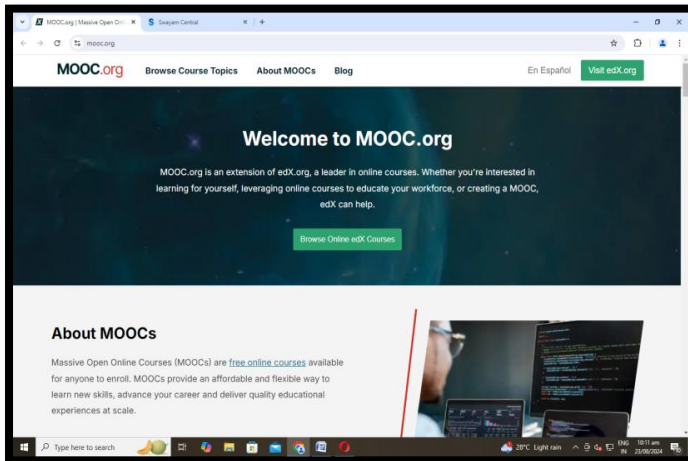 MOOC.org | Massive Open Onl
Swayam Central
mooc.org
MOOC.org
Browse Course Topics
About MOOCs
Blog
En Español
Visit edX.org
Welcome to MOOC.org
MOOC.org is an extension of edX.org, a leader in online courses. Whether you're interested in
learning for yourself, leveraging online courses to educate your workforce, or creating a MOOC,
edX can help.
Browse Online edX Courses
About MOOCs
Massive Open Online Courses (MOOCs) are free online courses available
for anyone to enroll. MOOCs provide an affordable and flexible way to
learn new skills, advance your career and deliver quality educational
experiences at scale.
Type here to search
28°C Light rain
ENG
IN
10:11 am
23/08/2024